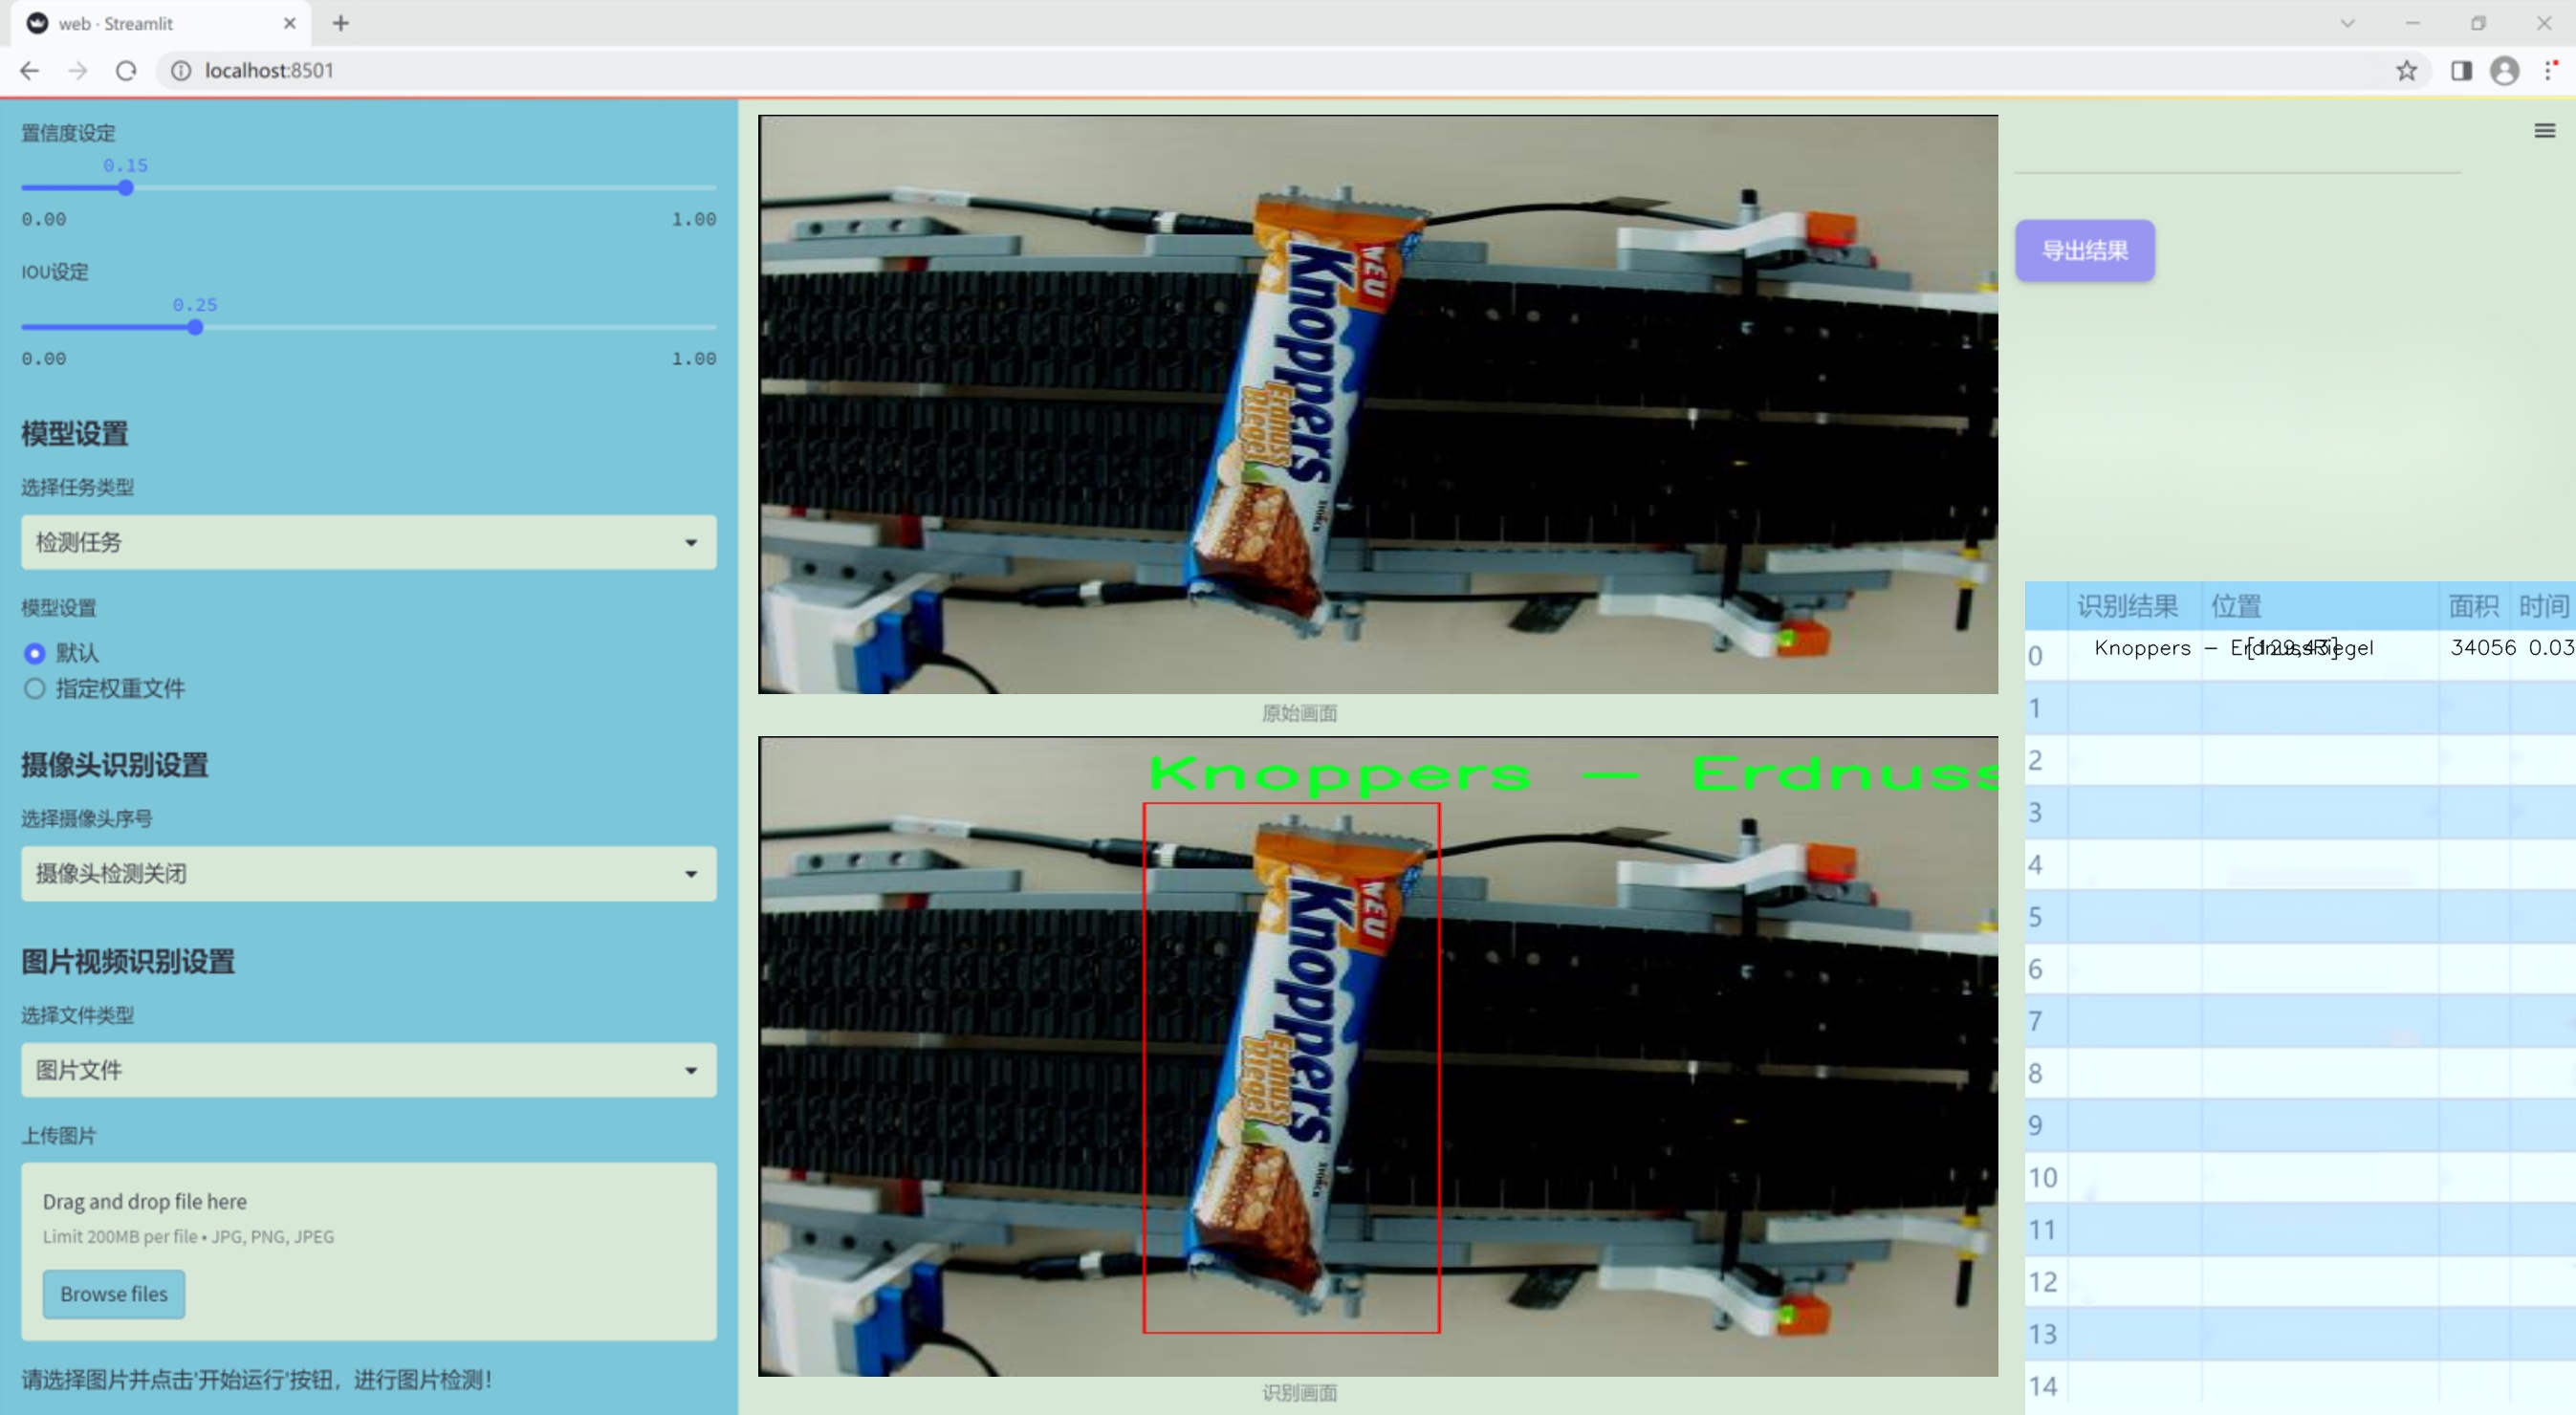 web · Streamlit
localhost:8501
置信度设定
0.15
0.00 1.00
IOU设定
0.25
0.00 1.00
模型设置
选择任务类型
检测任务
模型设置
默认
指定权重文件
摄像头识别设置
选择摄像头序号
摄像头检测关闭
图片视频识别设置
选择文件类型
图片文件
上传图片
Drag and drop file here
Limit 200MB per file • JPG, PNG, JPEG
Browse files
请选择图片并点击'开始运行'按钮，进行图片检测！
NEU
Knoppers
Erdnuss
Riegel
STORCK
原始画面
Knoppers – Erdnuss
NEU
Knoppers
Erdnuss
Riegel
STORCK
识别画面
导出结果
识别结果 位置 面积 时间
0 Knoppers – ErdnussRiegel [129,43] 34056 0.03
1
2
3
4
5
6
7
8
9
10
11
12
13
14